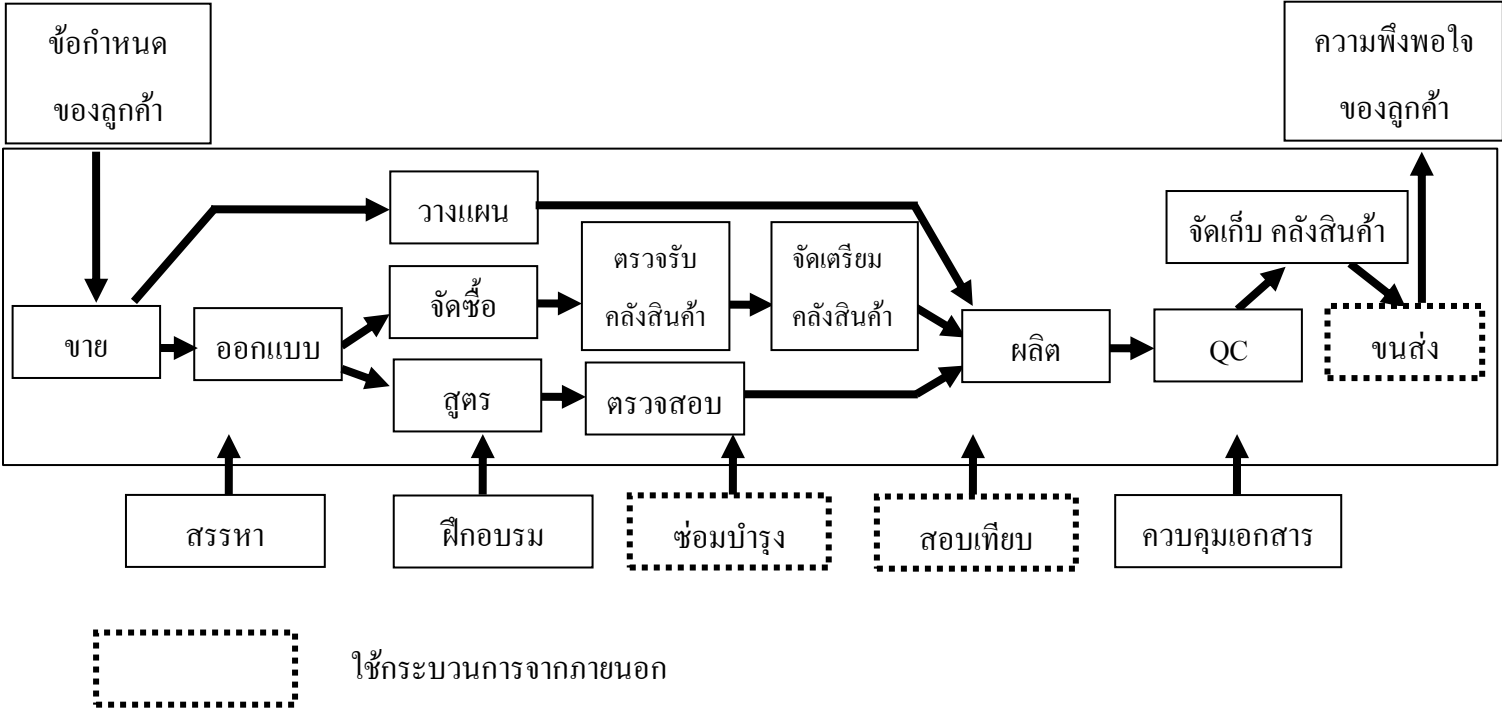 ข้อกำหนด
ของลูกค้า
ความพึงพอใจ
ของลูกค้า
วางแผน
จัดเก็บ คลังสินค้า
จัดซื้อ
ตรวจรับ
คลังสินค้า
จัดเตรียม
คลังสินค้า
ขาย
ออกแบบ
ผลิต
QC
ขนส่ง
สูตร
ตรวจสอบ
สรรหา
ฝึกอบรม
ซ่อมบำรุง
สอบเทียบ
ควบคุมเอกสาร
ใช้กระบวนการจากภายนอก